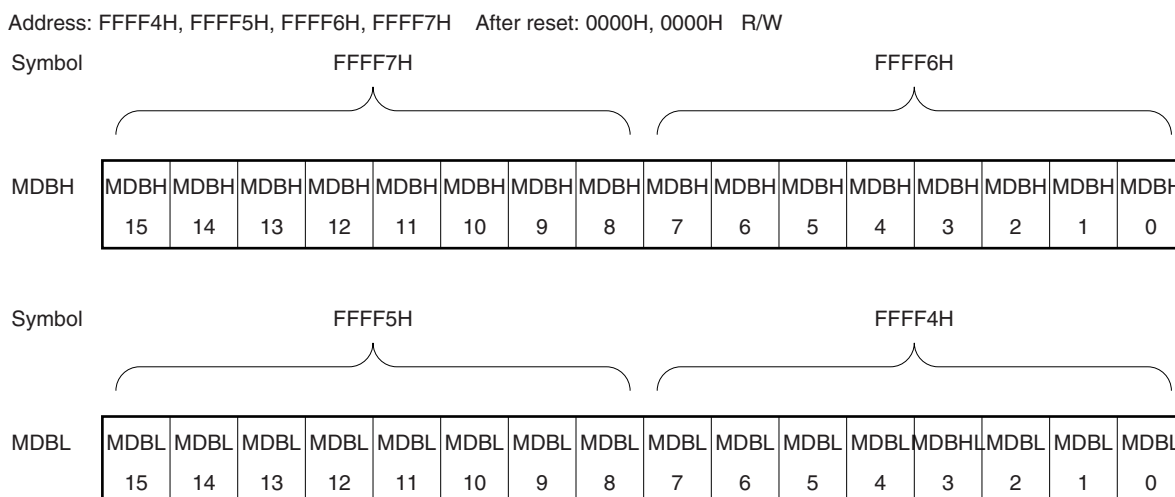 Address: FFFF4H, FFFF5H, FFFF6H, FFFF7H After reset: 0000H, 0000H R/W
Symbol FFFF7H FFFF6H
MDBH MDBH MDBH MDBH MDBH MDBH MDBH MDBH MDBH MDBH MDBH MDBH MDBH MDBH MDBH MDBH MDBH
15 14 13 12 11 10 9 8 7 6 5 4 3 2 1 0
Symbol FFFF5H FFFF4H
MDBL MDBL MDBL MDBL MDBL MDBL MDBL MDBL MDBL MDBL MDBL MDBL MDBL MDBHL MDBL MDBL MDBL
15 14 13 12 11 10 9 8 7 6 5 4 3 2 1 0